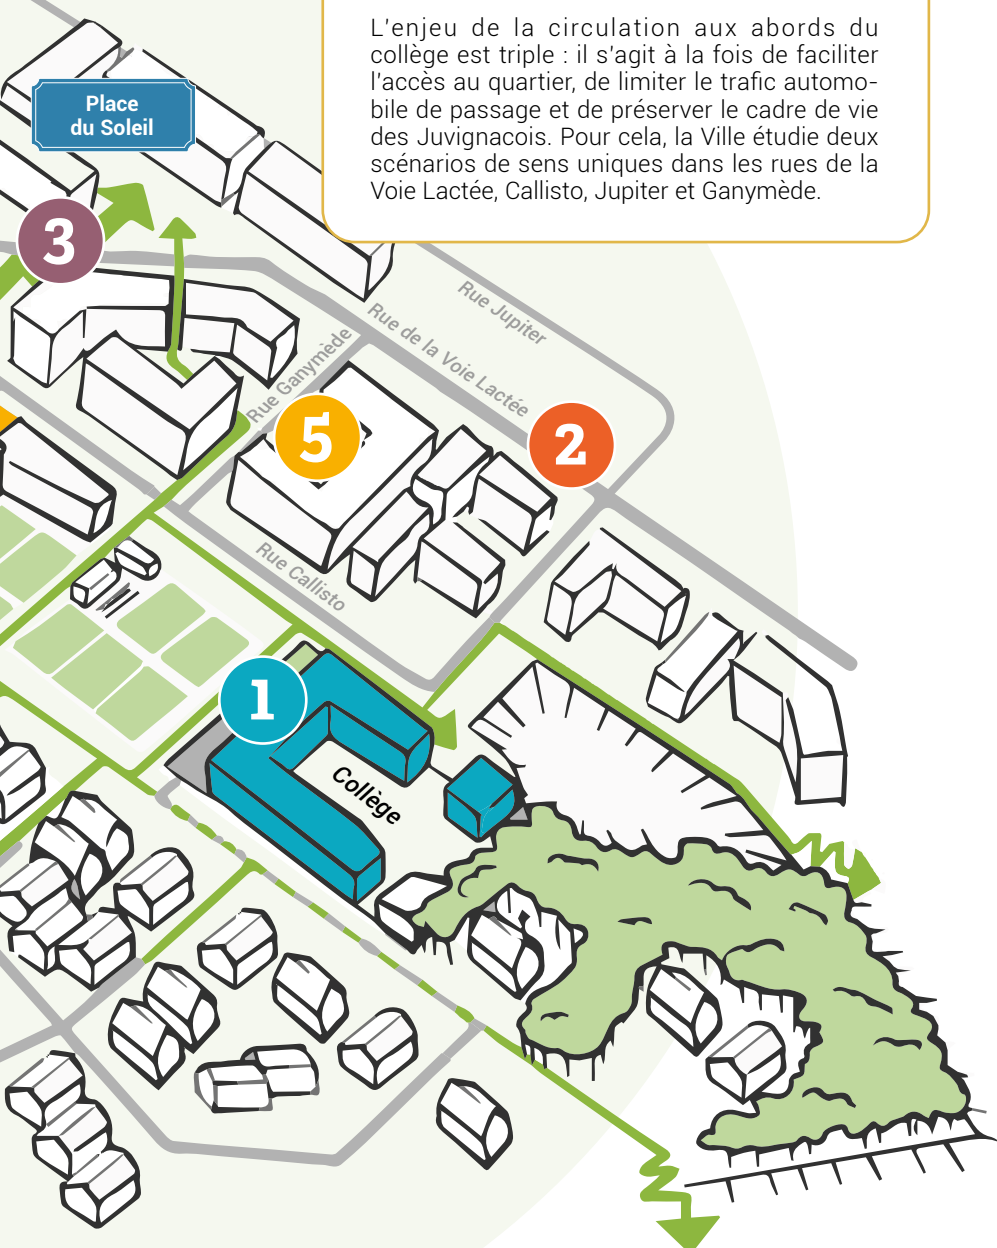 L'enjeu de la circulation aux abords du
collège est triple : il s'agit à la fois de faciliter
l'accès au quartier, de limiter le trafic automo-
bile de passage et de préserver le cadre de vie
des Juvignacois. Pour cela, la Ville étudie deux
scénarios de sens uniques dans les rues de la
Voie Lactée, Callisto, Jupiter et Ganymède.
Place
du Soleil
3
Rue Jupiter
Rue de la Voie Lactée
Rue Ganymède
5
2
Rue Callisto
1
Collège